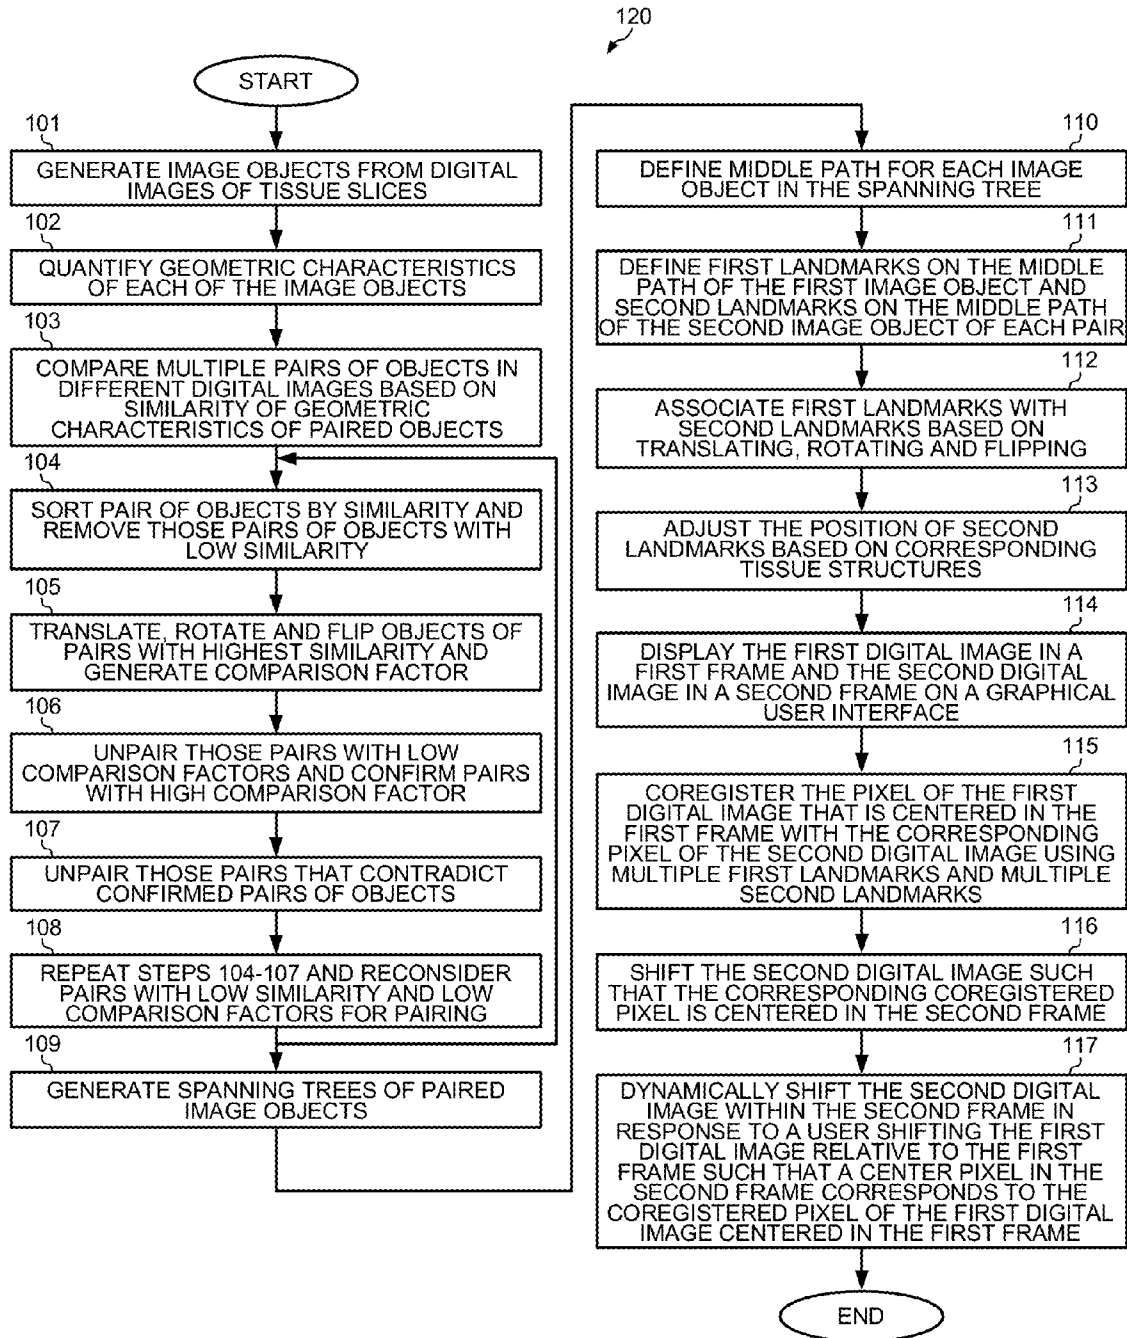 120
START
101
GENERATE IMAGE OBJECTS FROM DIGITAL
IMAGES OF TISSUE SLICES
102
QUANTIFY GEOMETRIC CHARACTERISTICS
OF EACH OF THE IMAGE OBJECTS
103
COMPARE MULTIPLE PAIRS OF OBJECTS IN
DIFFERENT DIGITAL IMAGES BASED ON
SIMILARITY OF GEOMETRIC
CHARACTERISTICS OF PAIRED OBJECTS
104
SORT PAIR OF OBJECTS BY SIMILARITY AND
REMOVE THOSE PAIRS OF OBJECTS WITH
LOW SIMILARITY
105
TRANSLATE, ROTATE AND FLIP OBJECTS OF
PAIRS WITH HIGHEST SIMILARITY AND
GENERATE COMPARISON FACTOR
106
UNPAIR THOSE PAIRS WITH LOW
COMPARISON FACTORS AND CONFIRM PAIRS
WITH HIGH COMPARISON FACTOR
107
UNPAIR THOSE PAIRS THAT CONTRADICT
CONFIRMED PAIRS OF OBJECTS
108
REPEAT STEPS 104-107 AND RECONSIDER
PAIRS WITH LOW SIMILARITY AND LOW
COMPARISON FACTORS FOR PAIRING
109
GENERATE SPANNING TREES OF PAIRED
IMAGE OBJECTS
110
DEFINE MIDDLE PATH FOR EACH IMAGE
OBJECT IN THE SPANNING TREE
111
DEFINE FIRST LANDMARKS ON THE MIDDLE
PATH OF THE FIRST IMAGE OBJECT AND
SECOND LANDMARKS ON THE MIDDLE PATH
OF THE SECOND IMAGE OBJECT OF EACH PAIR
112
ASSOCIATE FIRST LANDMARKS WITH
SECOND LANDMARKS BASED ON
TRANSLATING, ROTATING AND FLIPPING
113
ADJUST THE POSITION OF SECOND
LANDMARKS BASED ON CORRESPONDING
TISSUE STRUCTURES
114
DISPLAY THE FIRST DIGITAL IMAGE IN A
FIRST FRAME AND THE SECOND DIGITAL
IMAGE IN A SECOND FRAME ON A GRAPHICAL
USER INTERFACE
115
COREGISTER THE PIXEL OF THE FIRST
DIGITAL IMAGE THAT IS CENTERED IN THE
FIRST FRAME WITH THE CORRESPONDING
PIXEL OF THE SECOND DIGITAL IMAGE USING
MULTIPLE FIRST LANDMARKS AND MULTIPLE
SECOND LANDMARKS
116
SHIFT THE SECOND DIGITAL IMAGE SUCH
THAT THE CORRESPONDING COREGISTERED
PIXEL IS CENTERED IN THE SECOND FRAME
117
DYNAMICALLY SHIFT THE SECOND DIGITAL
IMAGE WITHIN THE SECOND FRAME IN
RESPONSE TO A USER SHIFTING THE FIRST
DIGITAL IMAGE RELATIVE TO THE FIRST
FRAME SUCH THAT A CENTER PIXEL IN THE
SECOND FRAME CORRESPONDS TO THE
COREGISTERED PIXEL OF THE FIRST DIGITAL
IMAGE CENTERED IN THE FIRST FRAME
END